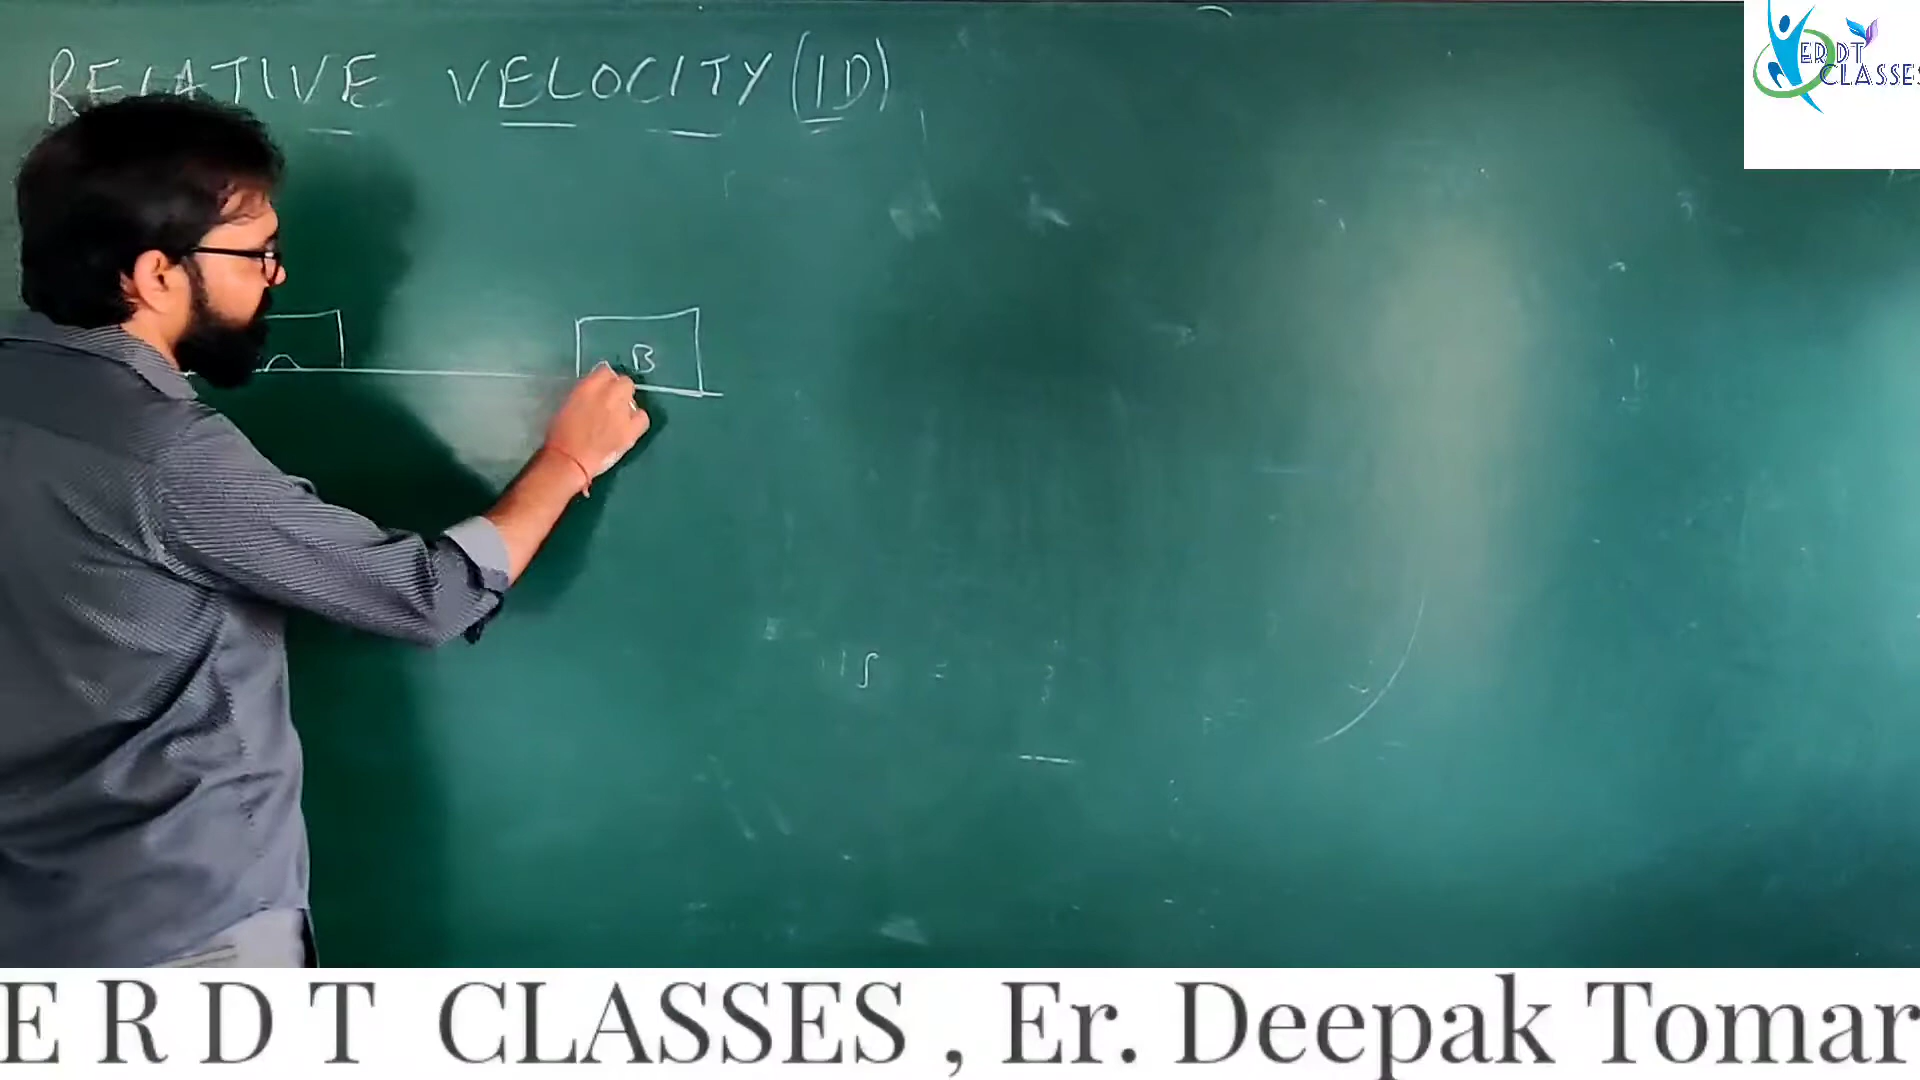 RELATIVE VELOCITY (1D)
ERDT
CLASSES
B
E R D T CLASSES , Er. Deepak Tomar